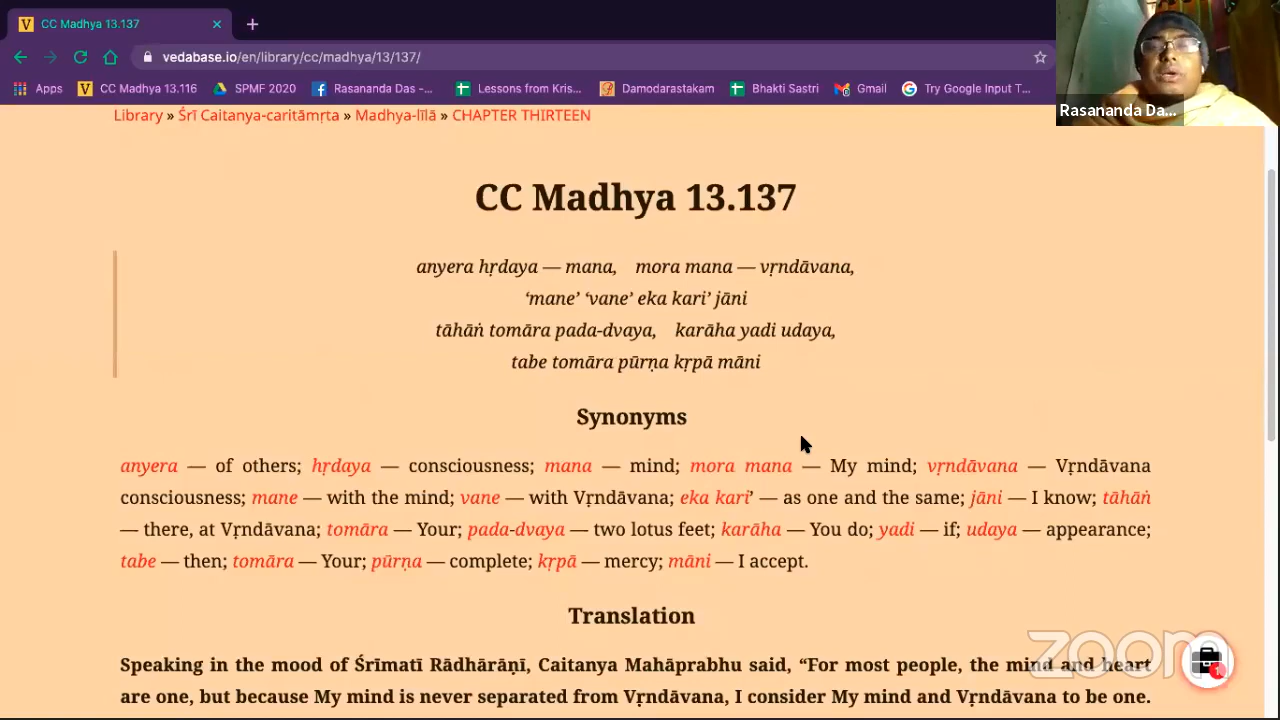 CC Madhya 13.137
vedabase.io/en/library/cc/madhya/13/137/
Apps CC Madhya 13.116 SPMF 2020 Rasananda Das -... Lessons from Kris... Damodarastakam Bhakti Sastri Gmail Try Google Input T...
Rasananda Da...
Library » Śrī Caitanya-caritāmṛta » Madhya-līlā » CHAPTER THIRTEEN
CC Madhya 13.137
anyera hṛdaya — mana, mora mana — vṛndāvana,
‘mane’ ‘vane’ eka kari’ jāni
tāhāṅ tomāra pada-dvaya, karāha yadi udaya,
tabe tomāra pūrṇa kṛpā māni
Synonyms
anyera — of others; hṛdaya — consciousness; mana — mind; mora mana — My mind; vṛndāvana — Vṛndāvana
consciousness; mane — with the mind; vane — with Vṛndāvana; eka kari’ — as one and the same; jāni — I know; tāhāṅ
— there, at Vṛndāvana; tomāra — Your; pada-dvaya — two lotus feet; karāha — You do; yadi — if; udaya — appearance;
tabe — then; tomāra — Your; pūrṇa — complete; kṛpā — mercy; māni — I accept.
Translation
Speaking in the mood of Śrīmatī Rādhārāṇī, Caitanya Mahāprabhu said, “For most people, the mind and heart
are one, but because My mind is never separated from Vṛndāvana, I consider My mind and Vṛndāvana to be one.
zoom